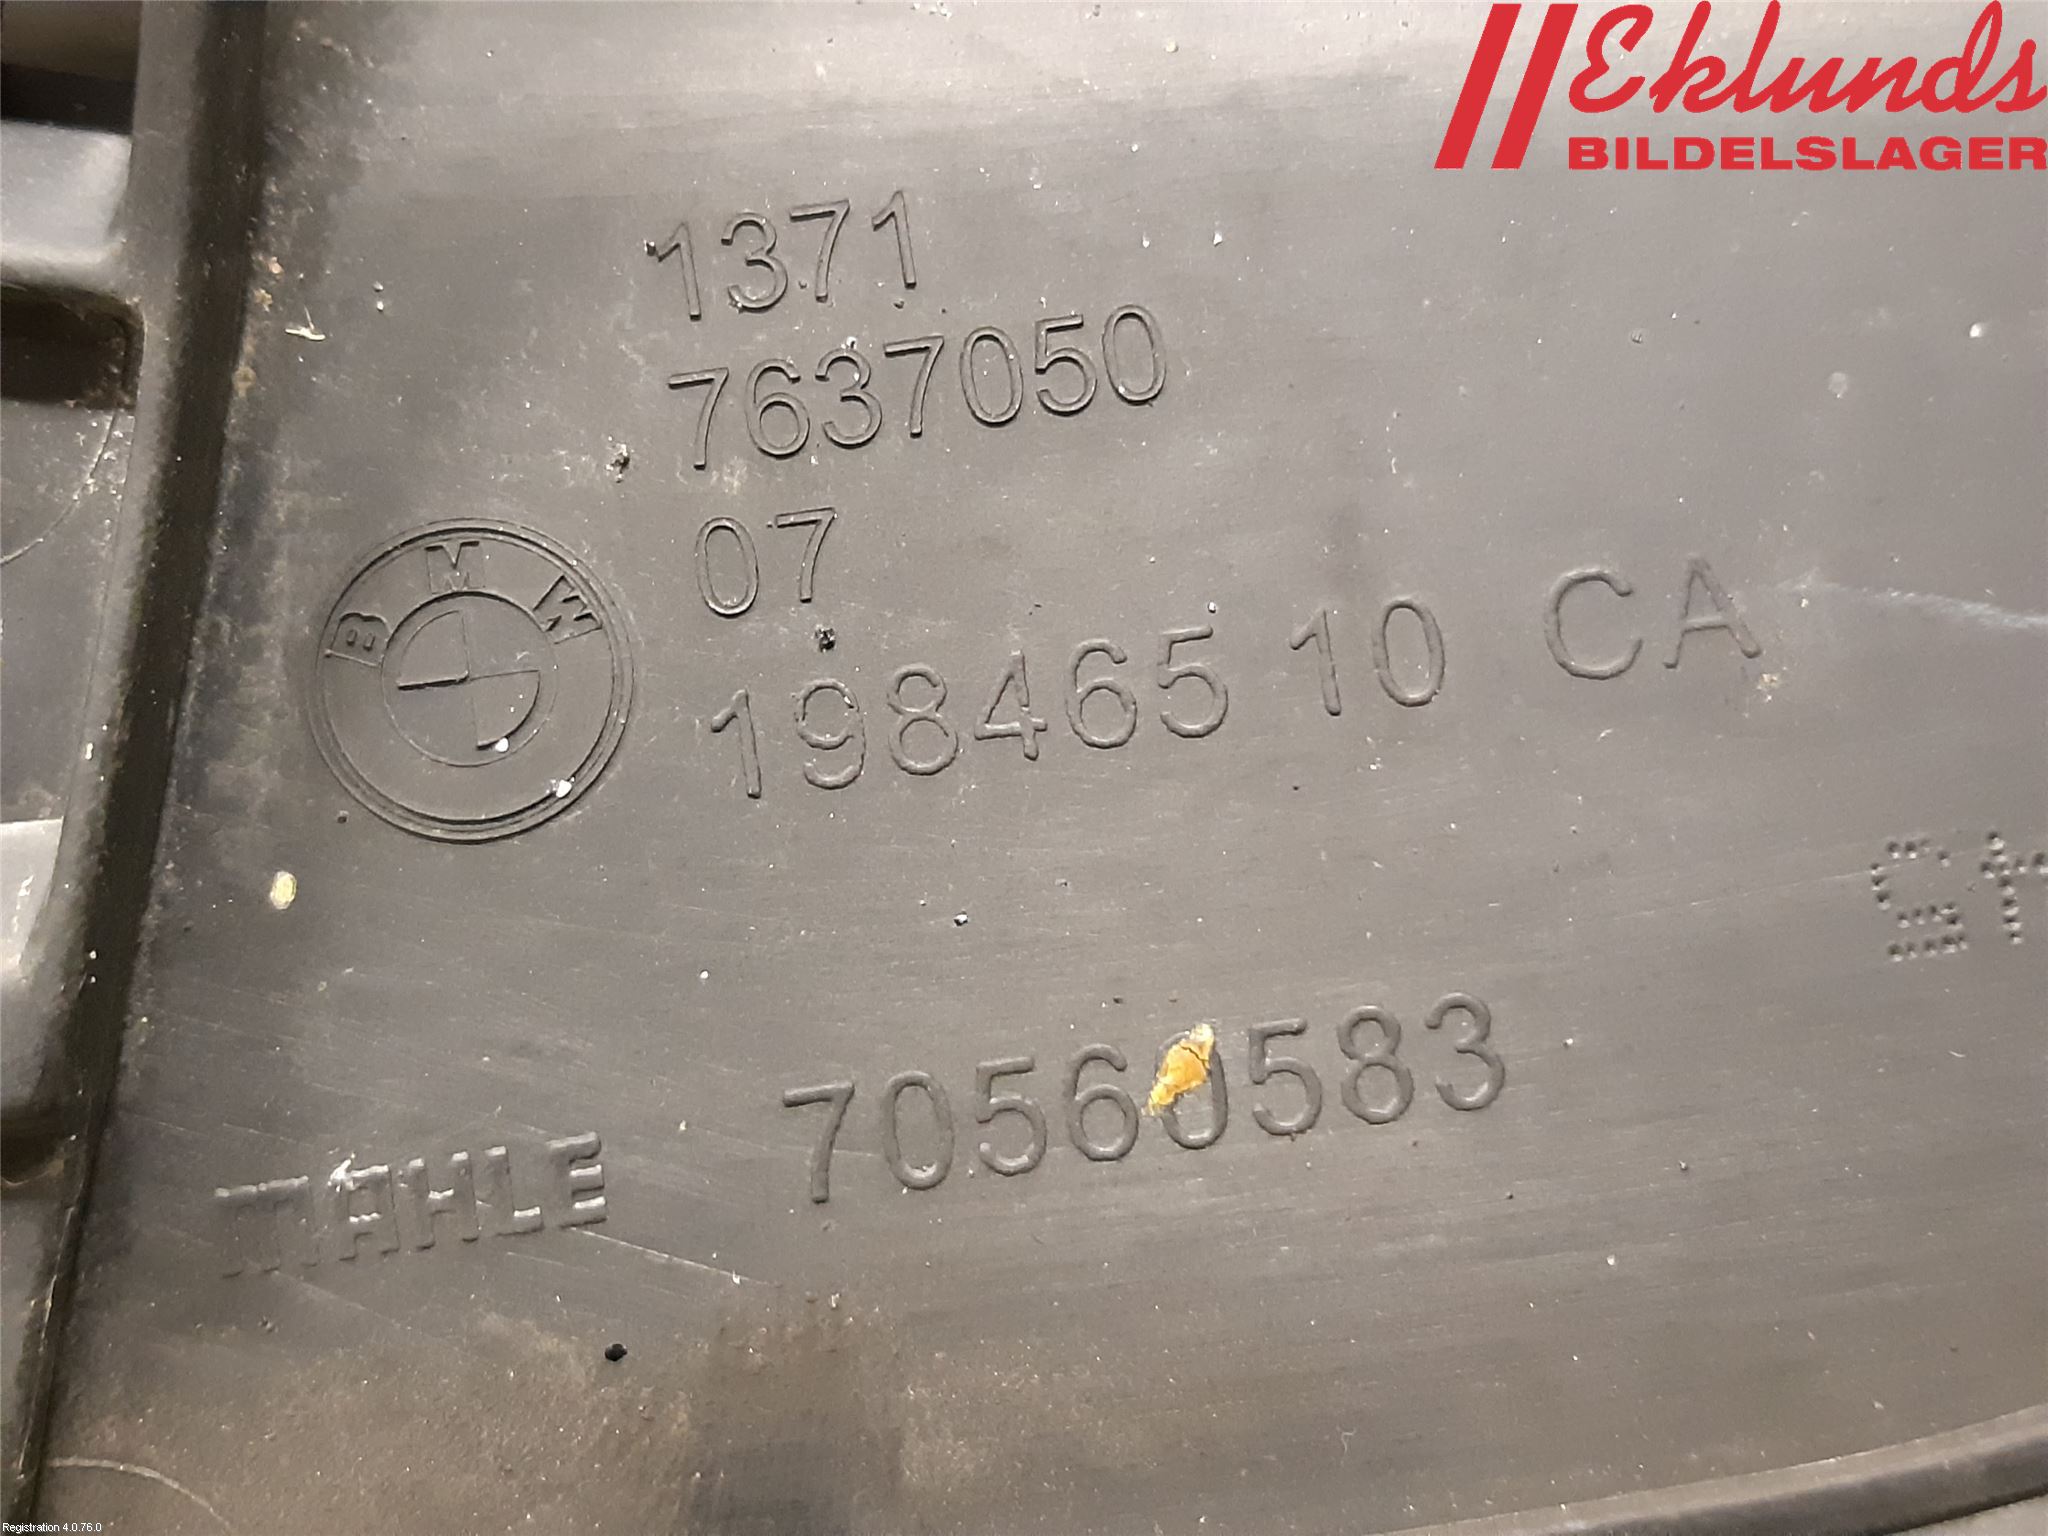 Eklunds
BILDELSLAGER
1371
7637050
07
BMW
198465 10 CA
70560583
MAHLE
Registration 4.0.76.0